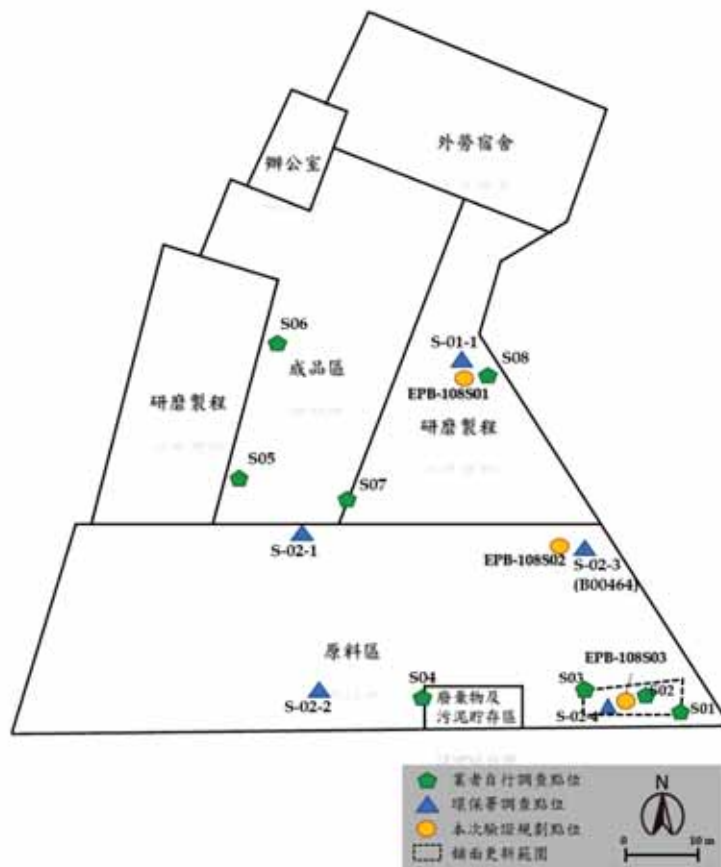 外勞宿舍
辦公室
S06
成品區
S-01-1
S08
EPB-108S01
研磨製程
研磨製程
S05
S07
S-02-1
EPB-108S02
S-02-3
(B00464)
原料區
EPB-108S03
S03
S02
S04
廢棄物及
污泥貯存區
S-02-2
S-02-4
S01
業者自行調查點位
環保署調查點位
本次驗證規劃點位
鋪面更新範圍
N
0
10 m